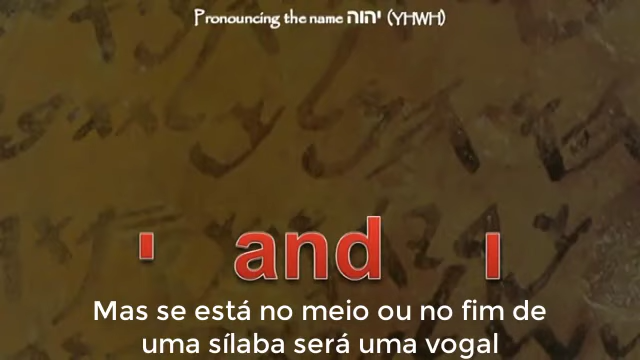 Pronouncing the name יהוה (YHWH)
י and ו
Mas se está no meio ou no fim de
uma sílaba será uma vogal